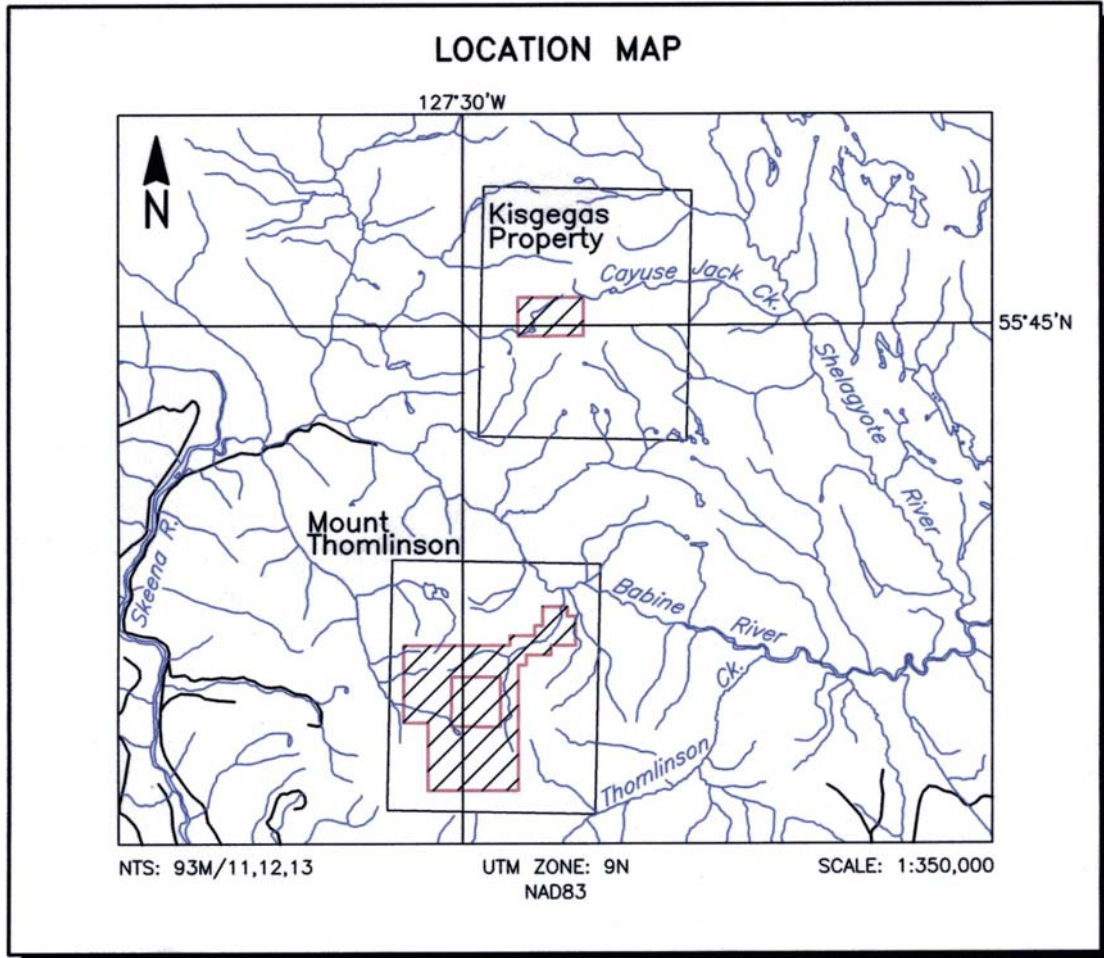 LOCATION MAP
127°30'W
N
Kisgegas
Property
Cayuse Jack Ck.
55°45'N
Shelagyote River
Mount
Thomlinson
Skeena R.
Babine River
Thomlinson Ck.
NTS: 93M/11,12,13
UTM ZONE: 9N
SCALE: 1:350,000
NAD83